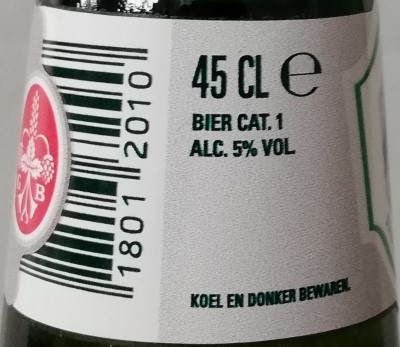 45 CL ℮
BIER CAT. 1
ALC. 5% VOL.
KOEL EN DONKER BEWAREN.
1801 2010
C B